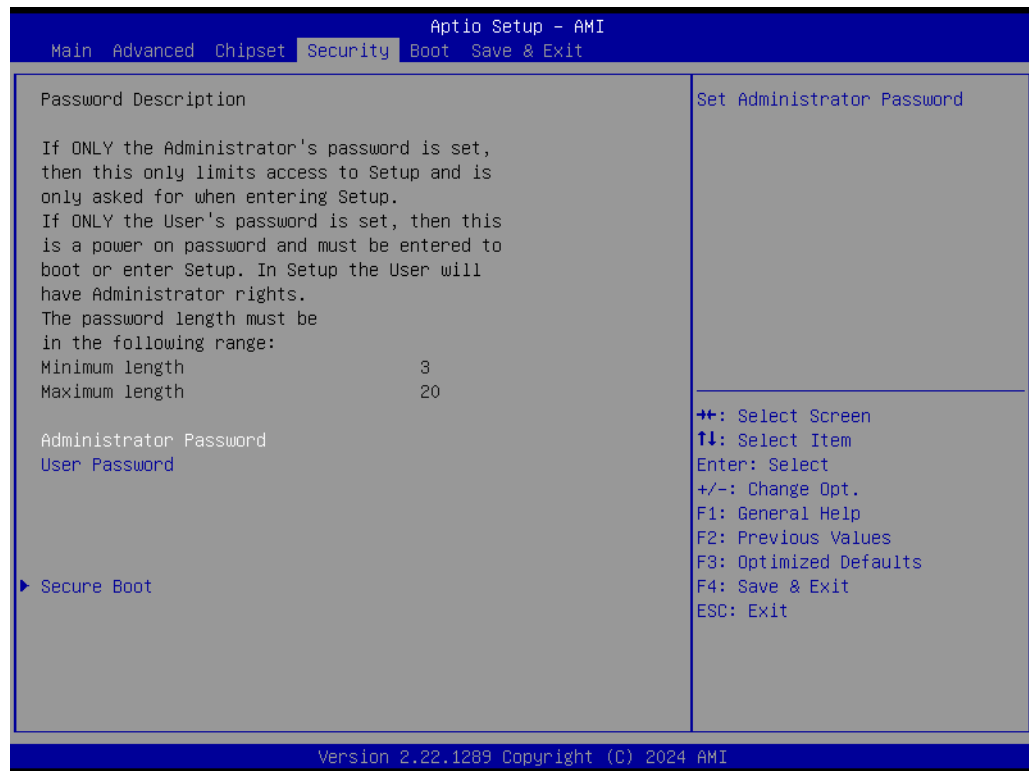 Aptio Setup – AMI
Main Advanced Chipset Security Boot Save & Exit
Password Description
If ONLY the Administrator's password is set,
then this only limits access to Setup and is
only asked for when entering Setup.
If ONLY the User's password is set, then this
is a power on password and must be entered to
boot or enter Setup. In Setup the User will
have Administrator rights.
The password length must be
in the following range:
Minimum length 3
Maximum length 20
Administrator Password
User Password
Secure Boot
Set Administrator Password
→←: Select Screen
↑↓: Select Item
Enter: Select
+/-: Change Opt.
F1: General Help
F2: Previous Values
F3: Optimized Defaults
F4: Save & Exit
ESC: Exit
Version 2.22.1289 Copyright (C) 2024 AMI